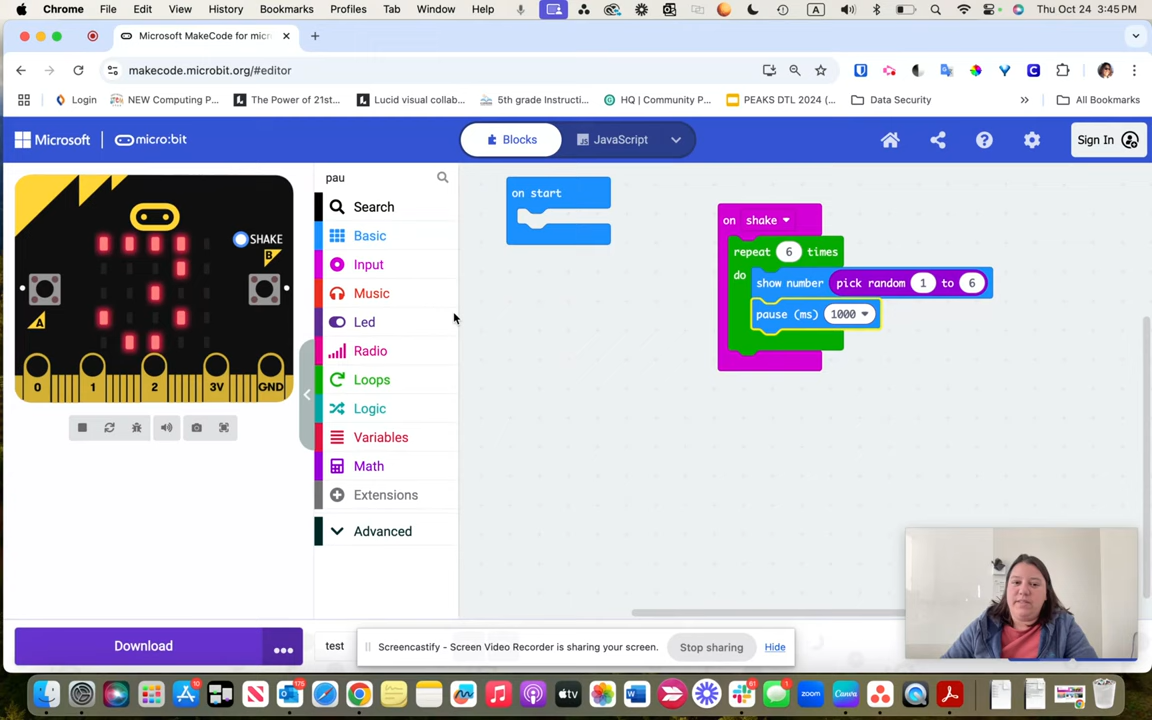 Chrome File Edit View History Bookmarks Profiles Tab Window Help A Thu Oct 24 3:45 PM
Microsoft MakeCode for micr
makecode.microbit.org/#editor
Login NEW Computing P... The Power of 21st... Lucid visual collab... 5th grade Instructi... HQ | Community P... PEAKS DTL 2024 (... Data Security All Bookmarks
Microsoft micro:bit Blocks JavaScript Sign In
pau
Search
Basic
Input
Music
Led
Radio
Loops
Logic
Variables
Math
Extensions
Advanced
SHAKE
B
A
0 1 2 3V GND
on start
on shake
repeat 6 times
do show number pick random 1 to 6
pause (ms) 1000
Download
test
Screencastify - Screen Video Recorder is sharing your screen. Stop sharing Hide